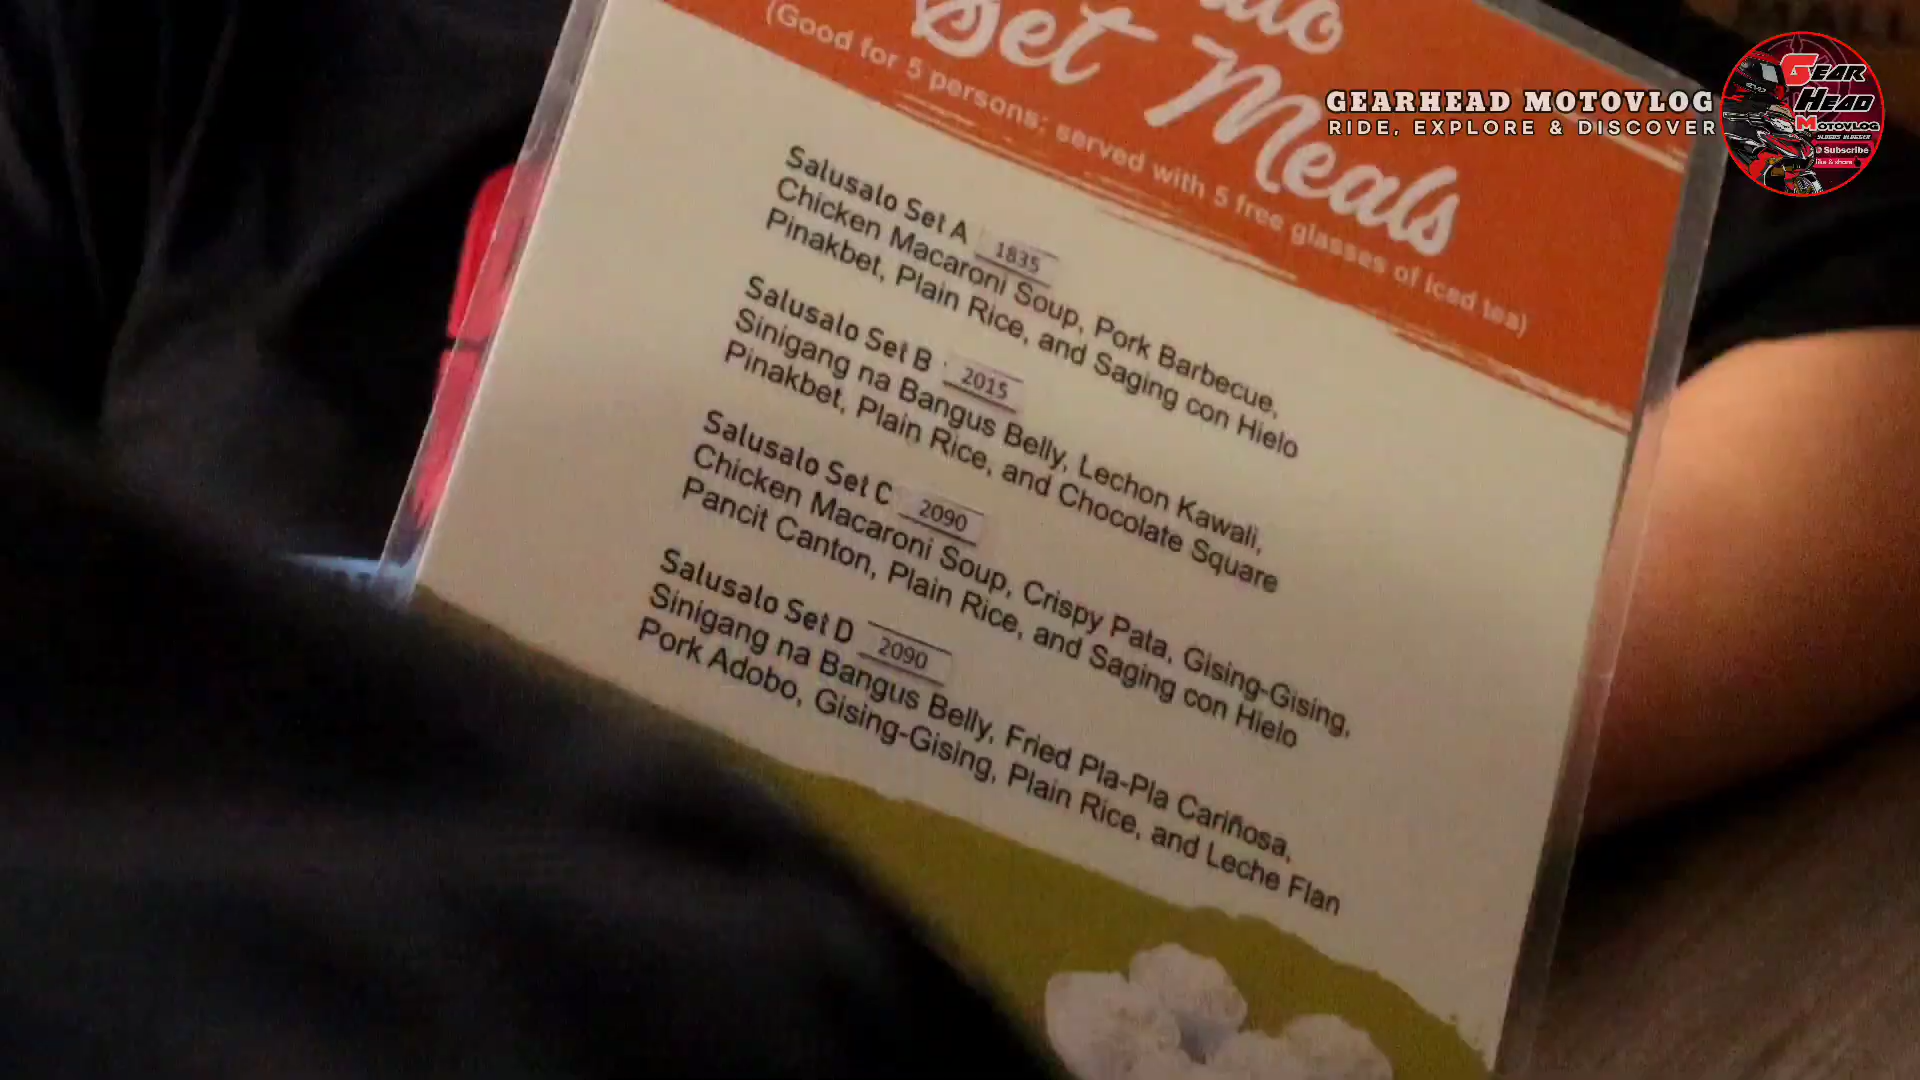 Set Meals
(Good for 5 persons; served with 5 free glasses of iced tea)
Salusalo Set A 1835
Chicken Macaroni Soup, Pork Barbecue,
Pinakbet, Plain Rice, and Saging con Hielo
Salusalo Set B 2015
Sinigang na Bangus Belly, Lechon Kawali,
Pinakbet, Plain Rice, and Chocolate Square
Salusalo Set C 2090
Chicken Macaroni Soup, Crispy Pata, Gising-Gising,
Pancit Canton, Plain Rice, and Saging con Hielo
Salusalo Set D 2090
Sinigang na Bangus Belly, Fried Pla-Pla Cariñosa,
Pork Adobo, Gising-Gising, Plain Rice, and Leche Flan
GEARHEAD MOTOVLOG
RIDE, EXPLORE & DISCOVER
GEAR
HEAD
MOTOVLOG
Subscribe
like & share